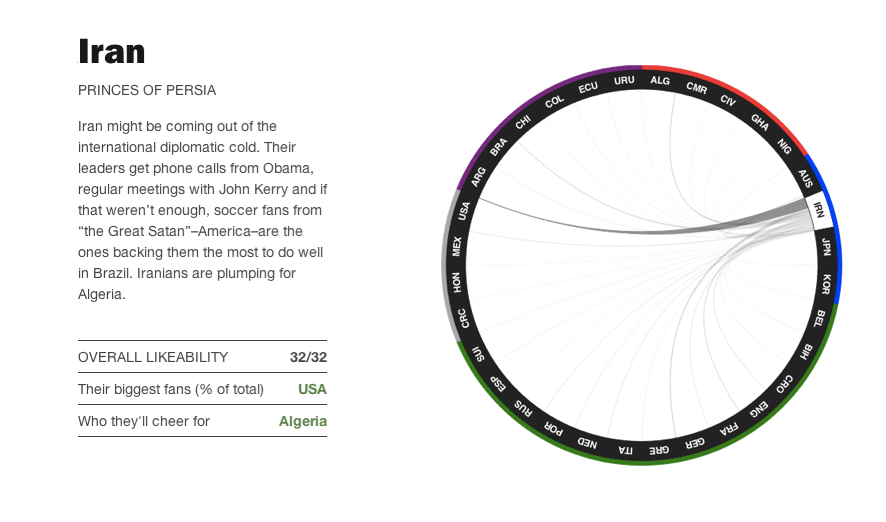 Iran
PRINCES OF PERSIA
Iran might be coming out of the
international diplomatic cold. Their
leaders get phone calls from Obama,
regular meetings with John Kerry and if
that weren’t enough, soccer fans from
“the Great Satan”–America–are the
ones backing them the most to do well
in Brazil. Iranians are plumping for
Algeria.
OVERALL LIKEABILITY 32/32
Their biggest fans (% of total) USA
Who they'll cheer for Algeria
ALG
CMR
CIV
GHA
NIG
AUS
IRN
JPN
KOR
BEL
BIH
CRO
ENG
FRA
GER
GRE
ITA
NED
POR
RUS
ESP
SUI
CRC
HON
MEX
USA
ARG
BRA
CHI
COL
ECU
URU